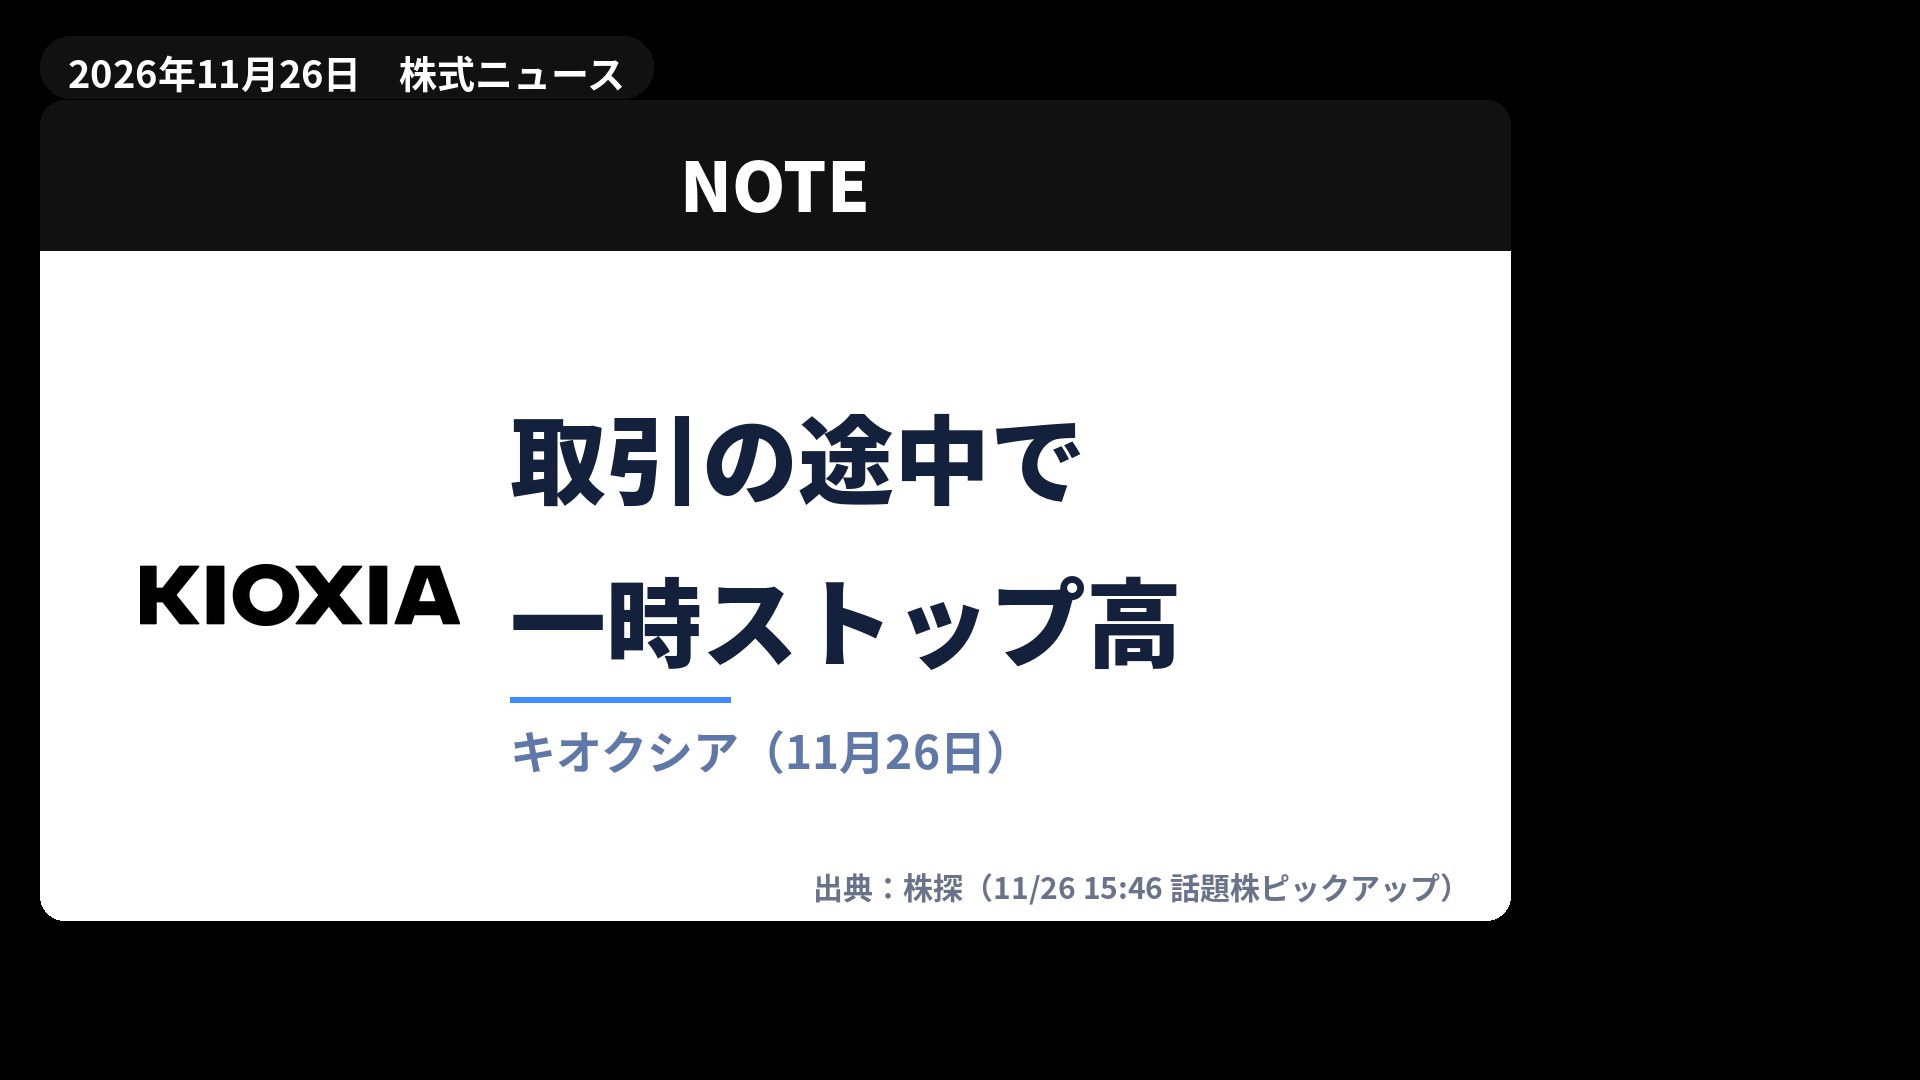 2026年11月26日　株式ニュース
NOTE
取引の途中で
KIOXIA
一時ストップ高
キオクシア（11月26日）
出典：株探（11/26 15:46 話題株ピックアップ）